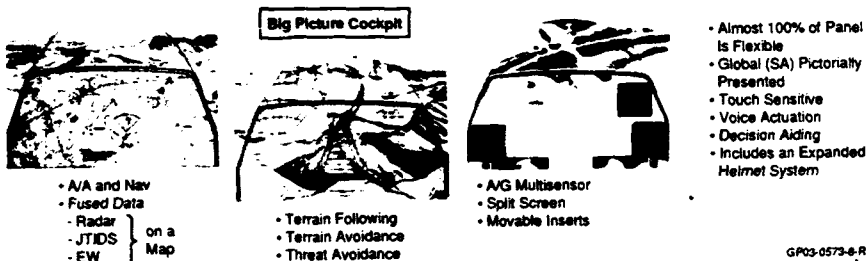 Big Picture Cockpit
• A/A and Nav
• Fused Data
- Radar
- JTIDS
- EW
on a
Map
• Terrain Following
• Terrain Avoidance
• Threat Avoidance
• A/G Multisensor
• Split Screen
• Movable Inserts
• Almost 100% of Panel
Is Flexible
• Global (SA) Pictorially
Presented
• Touch Sensitive
• Voice Actuation
• Decision Aiding
• Includes an Expanded
Helmet System
GP03-0573-6-R